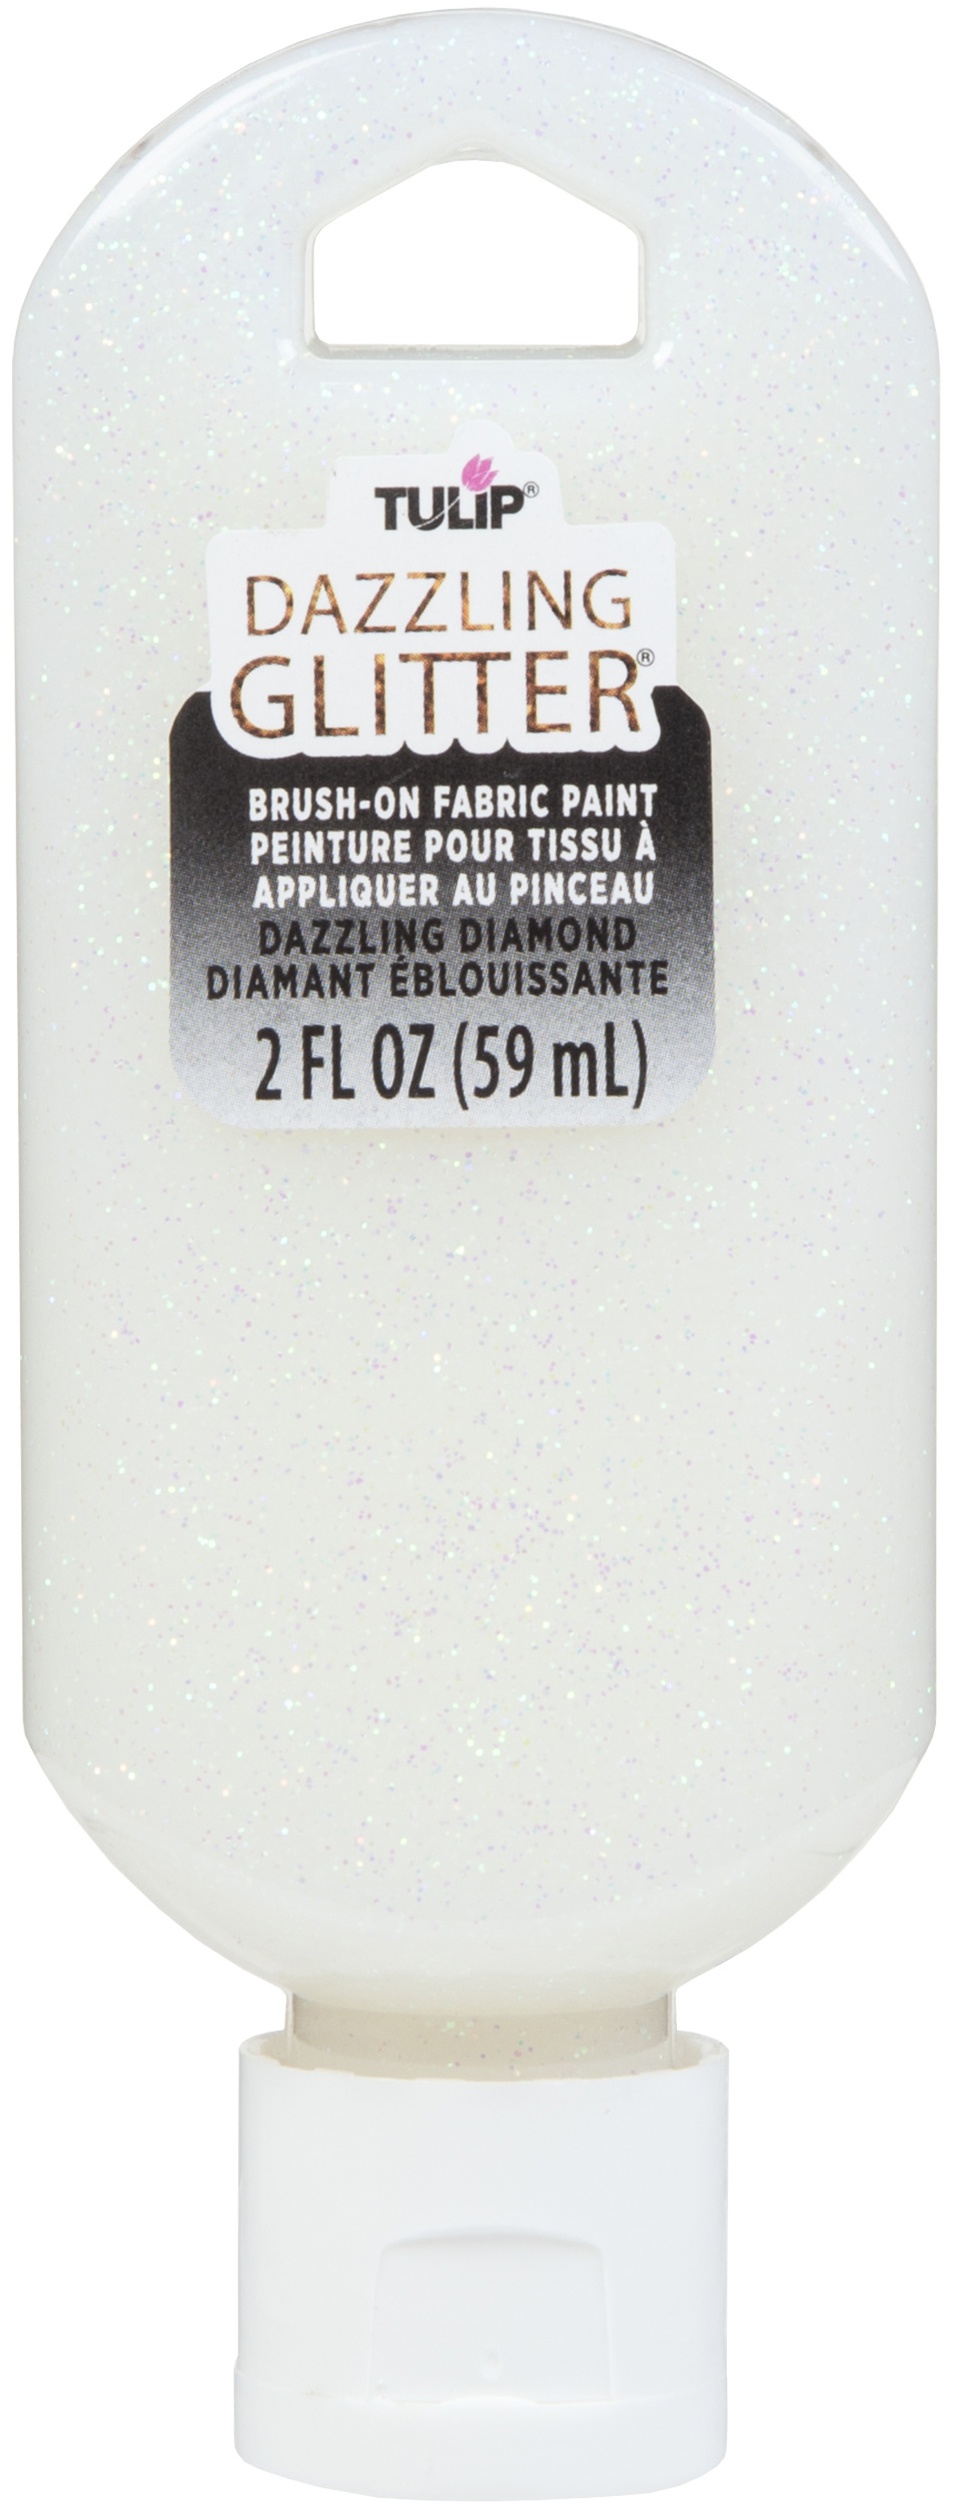 TULIP®
DAZZLING
GLITTER®
BRUSH-ON FABRIC PAINT
PEINTURE POUR TISSU À
APPLIQUER AU PINCEAU
DAZZLING DIAMOND
DIAMANT ÉBLOUISSANTE
2 FL OZ (59 mL)